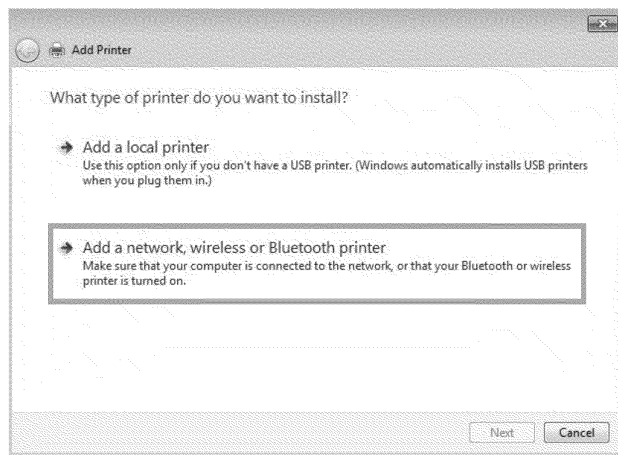 Add Printer
What type of printer do you want to install?
Add a local printer
Use this option only if you don't have a USB printer. (Windows automatically installs USB printers
when you plug them in.)
Add a network, wireless or Bluetooth printer
Make sure that your computer is connected to the network, or that your Bluetooth or wireless
printer is turned on.
Next
Cancel